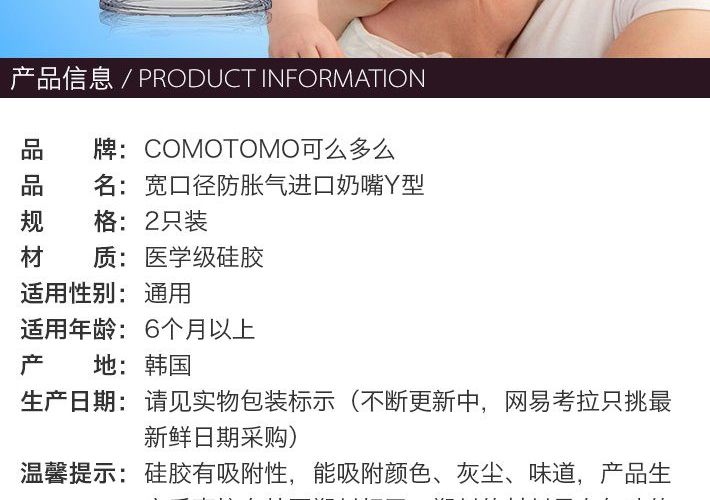 产品信息 / PRODUCT INFORMATION
品 牌：COMOTOMO可么多么
品 名：宽口径防胀气进口奶嘴Y型
规 格：2只装
材 质：医学级硅胶
适用性别：通用
适用年龄：6个月以上
产 地：韩国
生产日期：请见实物包装标示（不断更新中，网易考拉只挑最
新鲜日期采购）
温馨提示：硅胶有吸附性，能吸附颜色、灰尘、味道，产品生